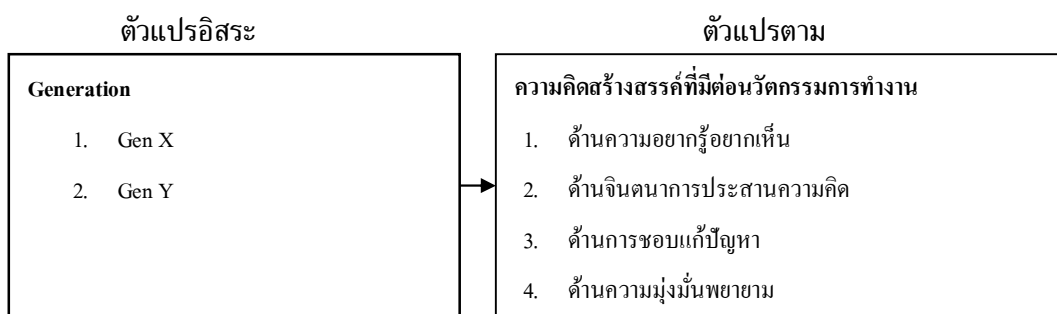 ตัวแปรอิสระ
Generation
1. Gen X
2. Gen Y
ตัวแปรตาม
ความคิดสร้างสรรค์ที่มีต่อนวัตกรรมการทำงาน
1. ด้านความอยากรู้อยากเห็น
2. ด้านจินตนาการประสานความคิด
3. ด้านการชอบแก้ปัญหา
4. ด้านความมุ่งมั่นพยายาม